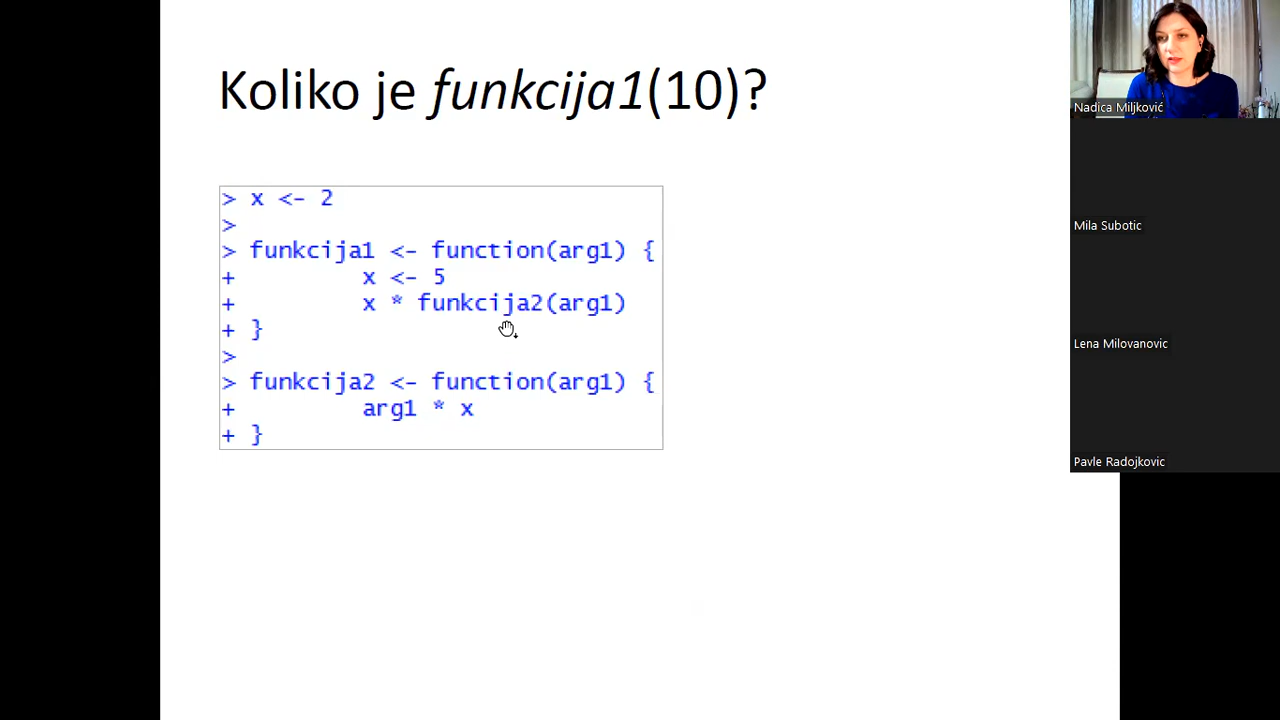 Koliko je funkcija1(10)?
> x <- 2
>
> funkcija1 <- function(arg1) {
+ x <- 5
+ x * funkcija2(arg1)
+ }
>
> funkcija2 <- function(arg1) {
+ arg1 * x
+ }
Nadica Miljković
Mila Subotic
Lena Milovanovic
Pavle Radojkovic